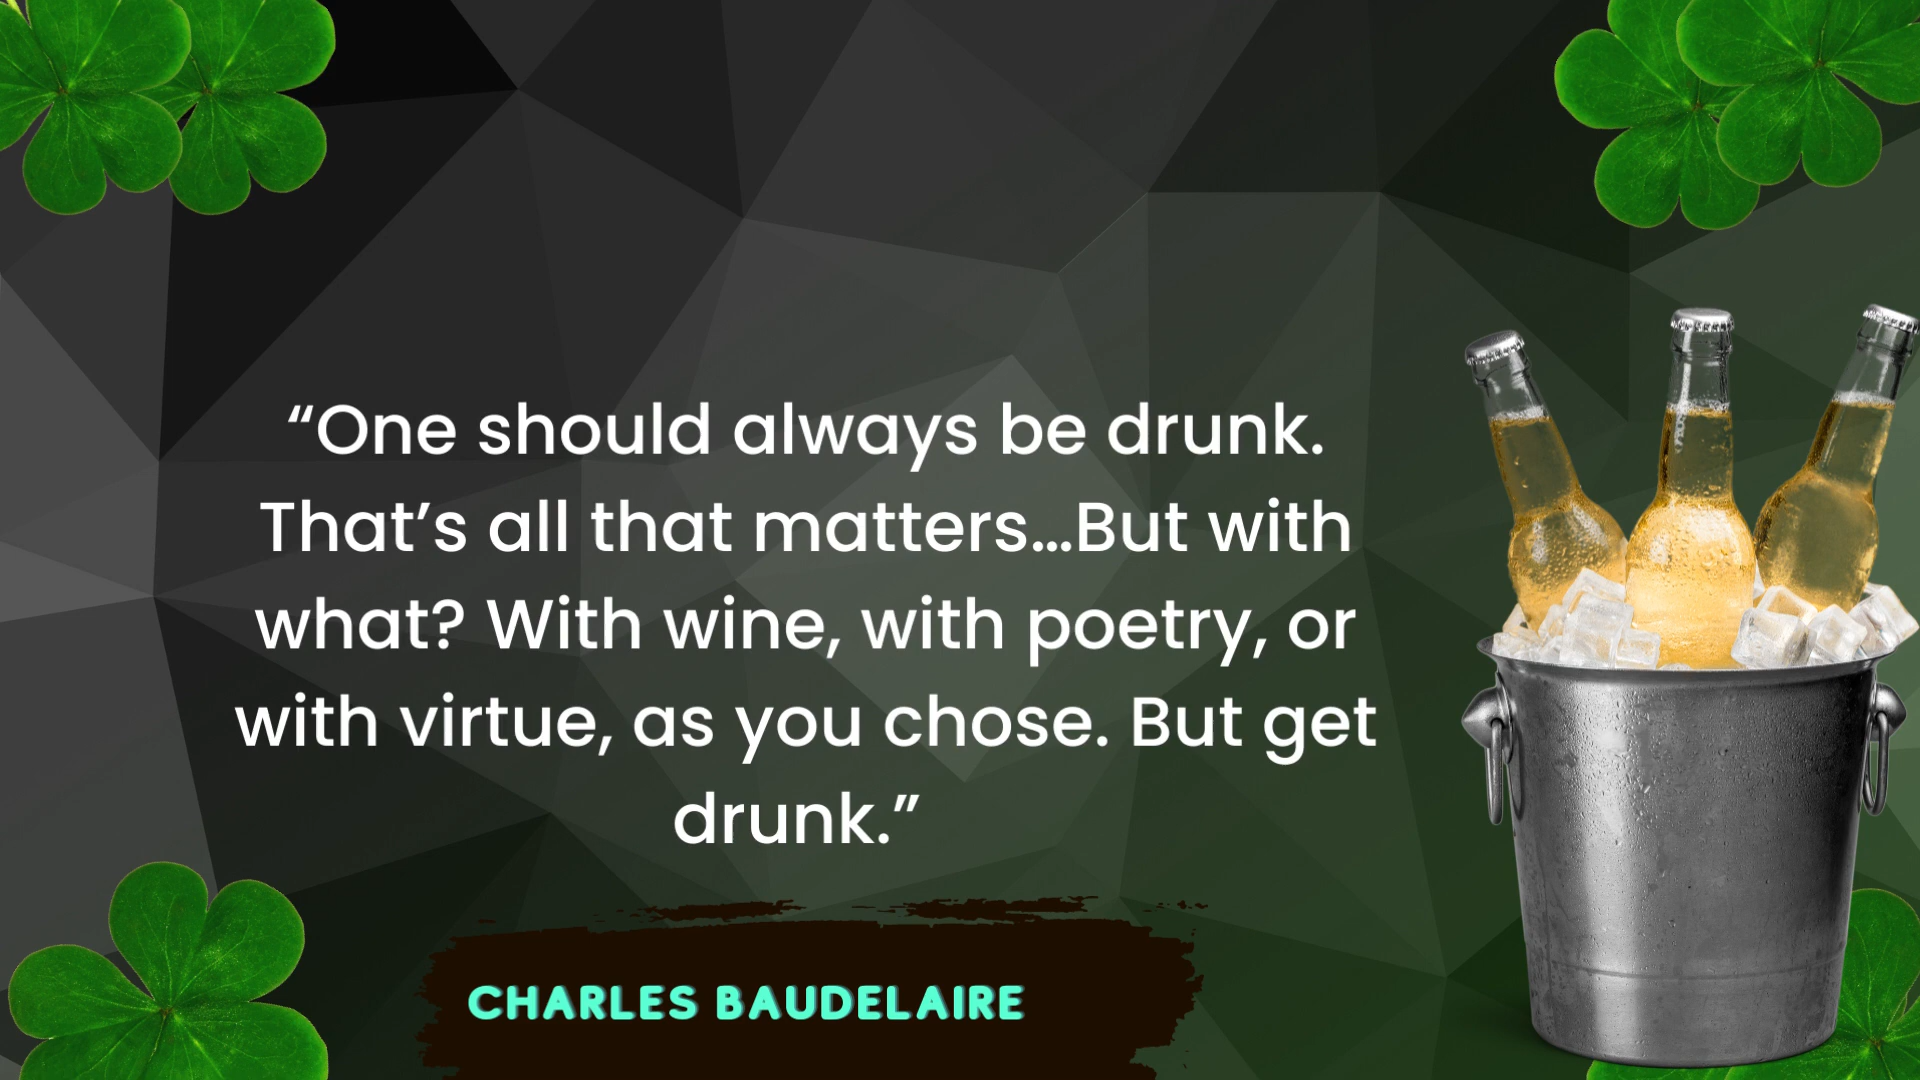 “One should always be drunk.
That’s all that matters...But with
what? With wine, with poetry, or
with virtue, as you chose. But get
drunk.”
CHARLES BAUDELAIRE